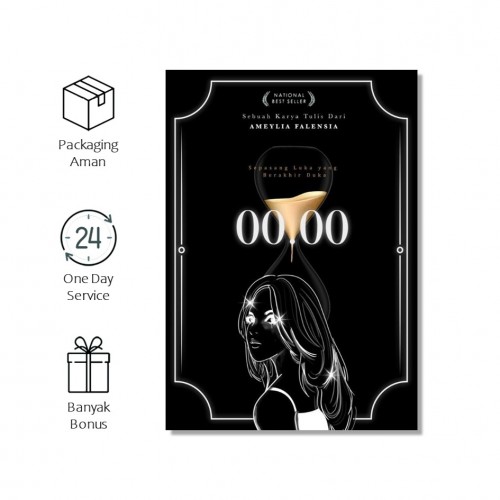 Packaging
Aman
24
One Day
Service
Banyak
Bonus
NATIONAL
BEST SELLER
Sebuah Karya Tulis Dari
AMEYLIA FALENSIA
Sepasang Luka yang
Berakhir Duka
00.00